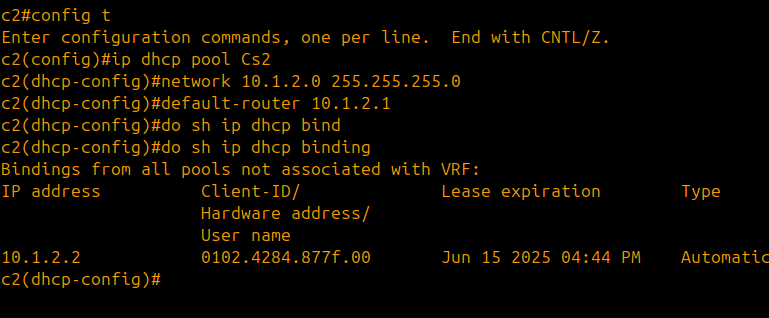 c2#config t
Enter configuration commands, one per line.  End with CNTL/Z.
c2(config)#ip dhcp pool Cs2
c2(dhcp-config)#network 10.1.2.0 255.255.255.0
c2(dhcp-config)#default-router 10.1.2.1
c2(dhcp-config)#do sh ip dhcp bind
c2(dhcp-config)#do sh ip dhcp binding
Bindings from all pools not associated with VRF:
IP address          Client-ID/              Lease expiration        Type
                    Hardware address/
                    User name
10.1.2.2            0102.4284.877f.00       Jun 15 2025 04:44 PM    Automatic
c2(dhcp-config)#